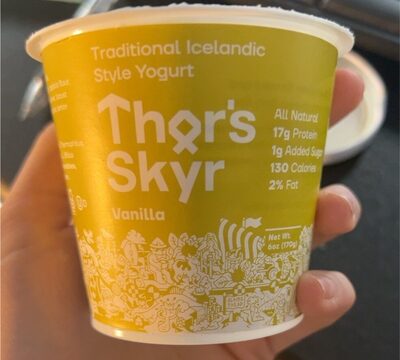 Traditional Icelandic
Style Yogurt
Thor's
Skyr
Vanilla
All Natural
17g Protein
1g Added Sugar
130 Calories
2% Fat
Net Wt.
6oz (170g)